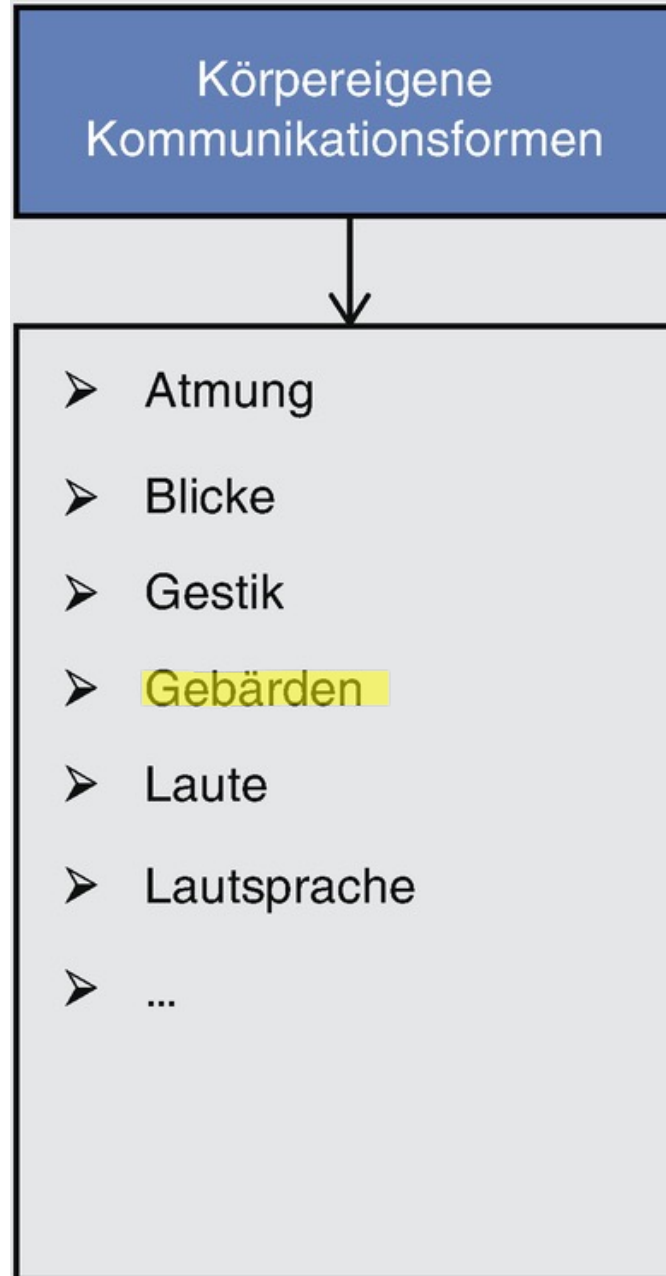 Körpereigene
Kommunikationsformen
➢ Atmung
➢ Blicke
➢ Gestik
➢ Gebärden
➢ Laute
➢ Lautsprache
➢ ...